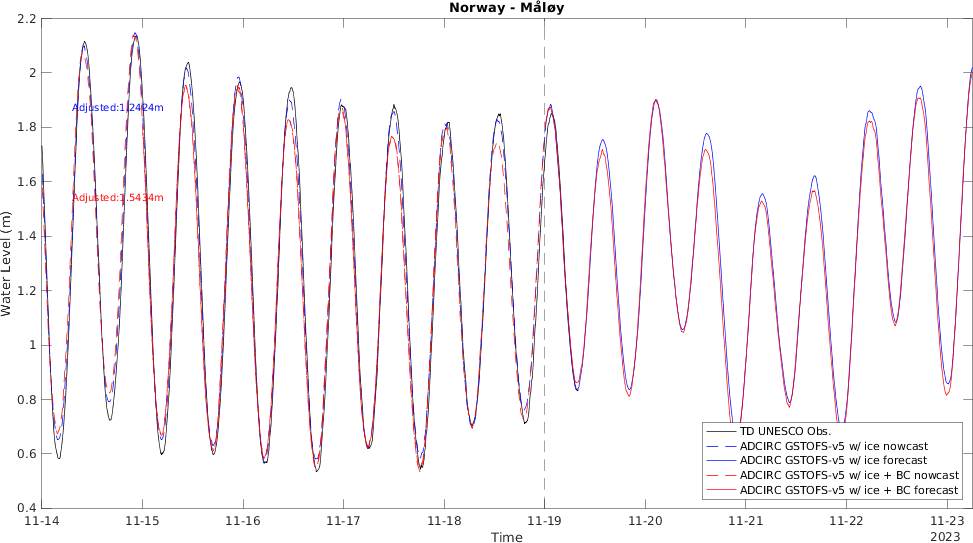 Norway - Måløy
2.2
2
1.8
1.6
1.4
1.2
1
0.8
0.6
0.4
Water Level (m)
Adjusted:1.2424m
Adjusted:1.5434m
TD UNESCO Obs.
ADCIRC GSTOFS-v5 w/ ice nowcast
ADCIRC GSTOFS-v5 w/ ice forecast
ADCIRC GSTOFS-v5 w/ ice + BC nowcast
ADCIRC GSTOFS-v5 w/ ice + BC forecast
11-14 11-15 11-16 11-17 11-18 11-19 11-20 11-21 11-22 11-23
Time 2023